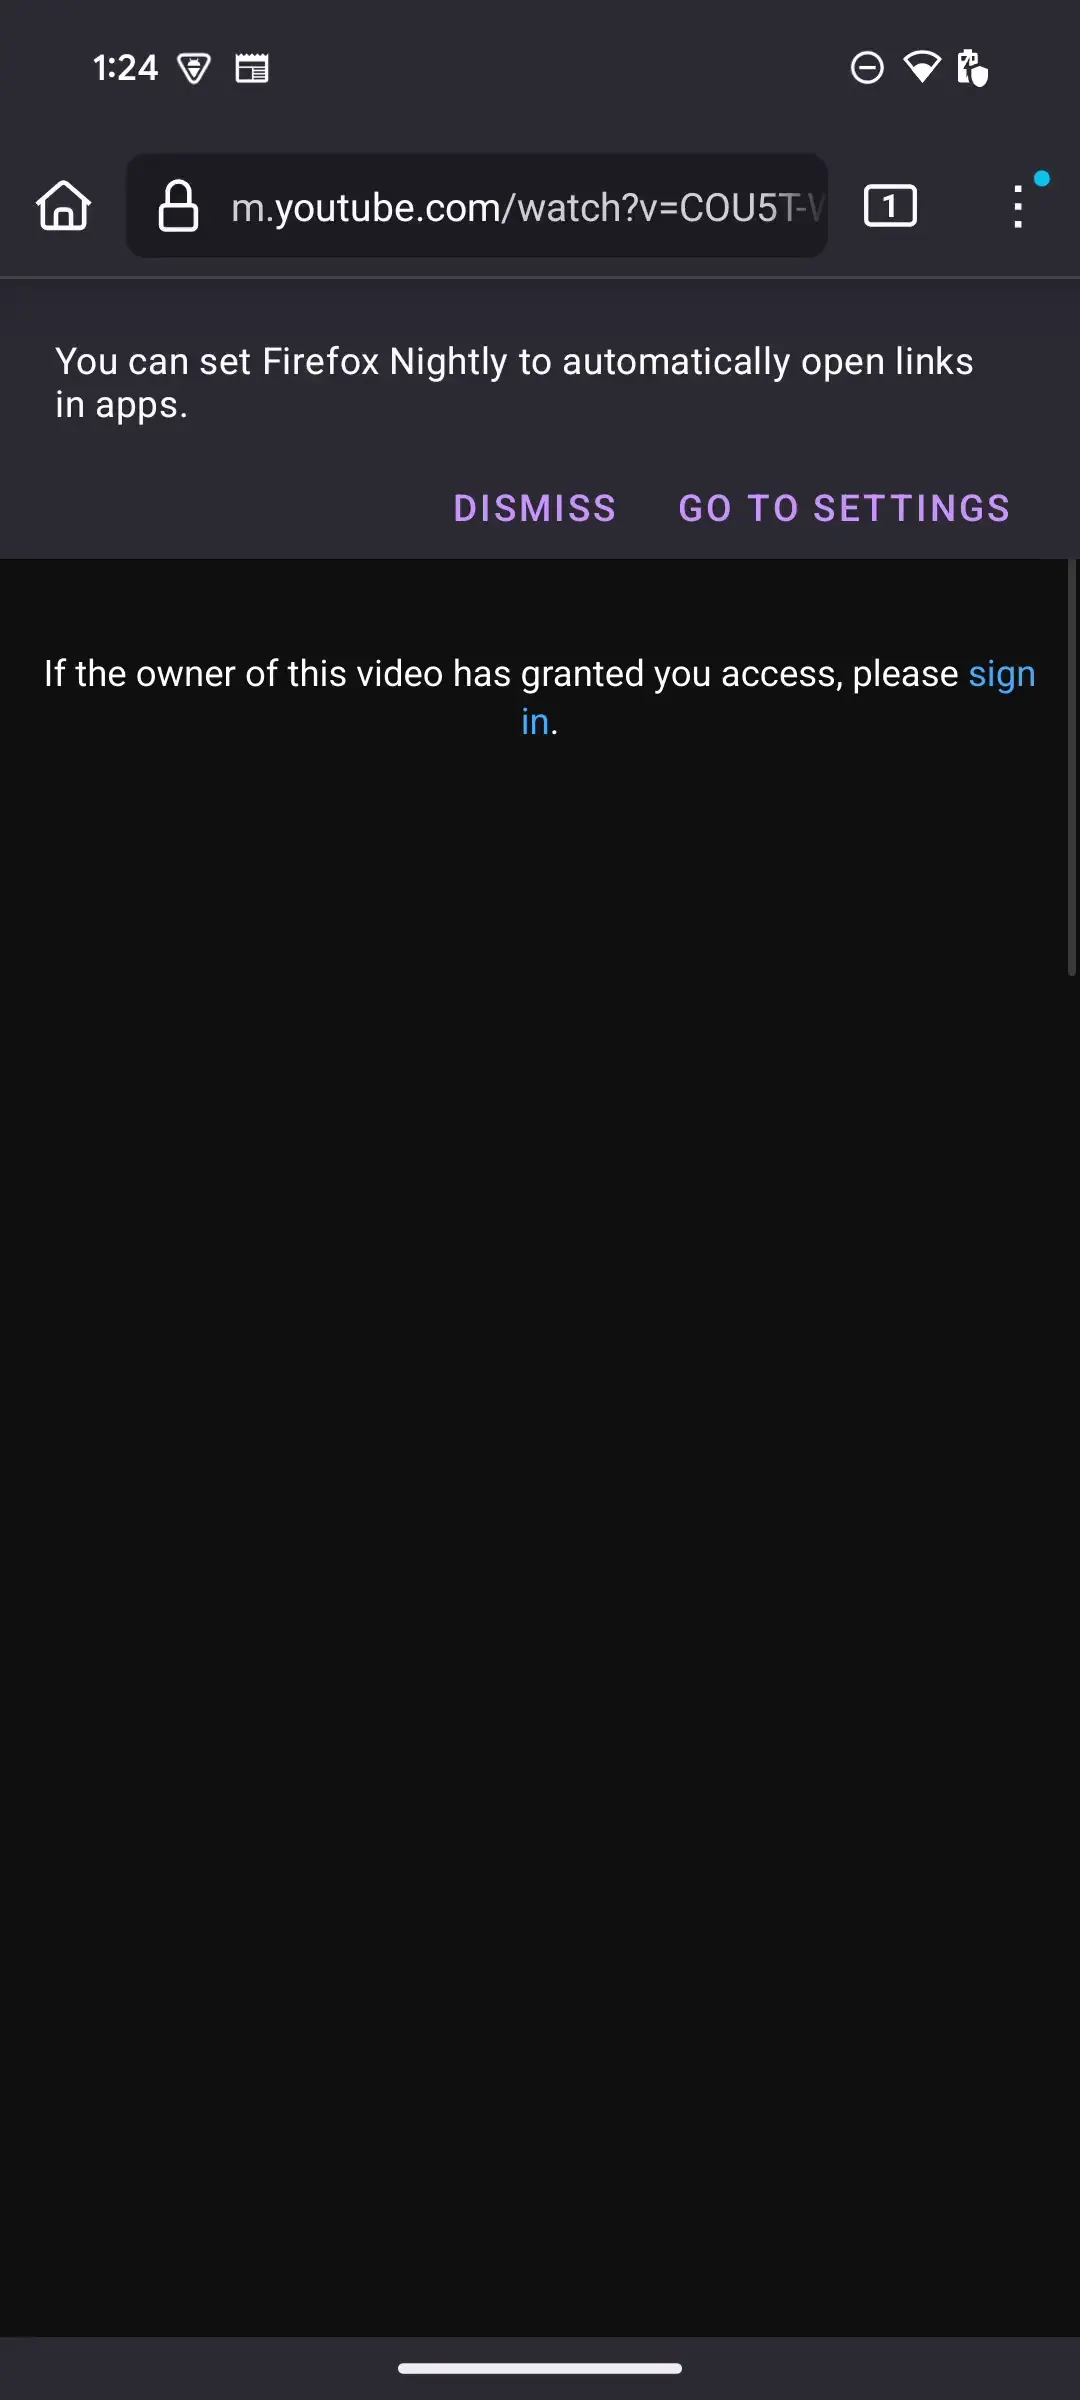 1:24
m.youtube.com/watch?v=COU5T-
1
You can set Firefox Nightly to automatically open links
in apps.
DISMISS GO TO SETTINGS
If the owner of this video has granted you access, please sign
in.